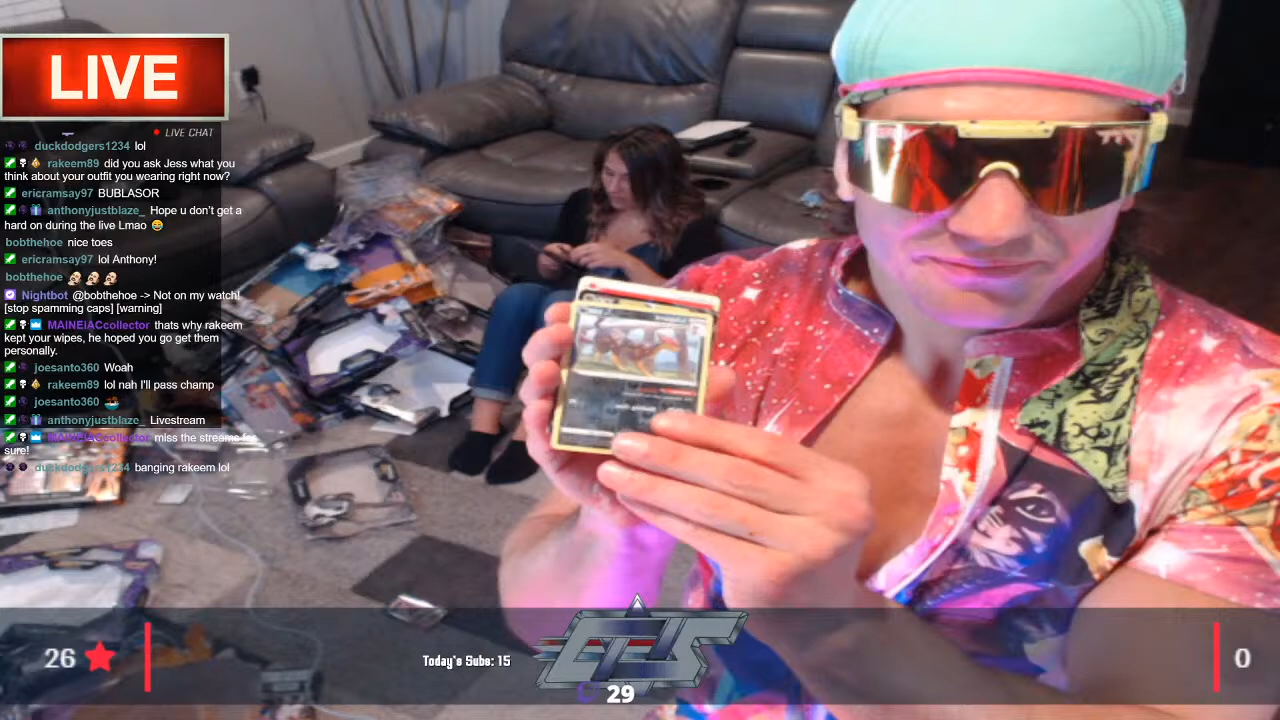 LIVE
LIVE CHAT
duckdodgers1234 lol
rakeem89 did you ask Jess what you
think about your outfit you wearing right now?
ericramsay97 BUBLASOR
anthonyjustblaze_ Hope u don't get a
hard on during the live Lmao 😂
bobthehoe nice toes
ericramsay97 lol Anthony!
bobthehoe
Nightbot @bobthehoe -> Not on my watch!
[stop spamming caps] [warning]
MAINEiACcollector thats why rakeem
kept your wipes, he hoped you go get them
personally.
joesanto360 Woah
rakeem89 lol nah I'll pass champ
joesanto360
anthonyjustblaze_ Livestream
MAINEiACcollector miss the streams for
sure!
duckdodgers1234 banging rakeem lol
26
Today's Subs: 15
29
0